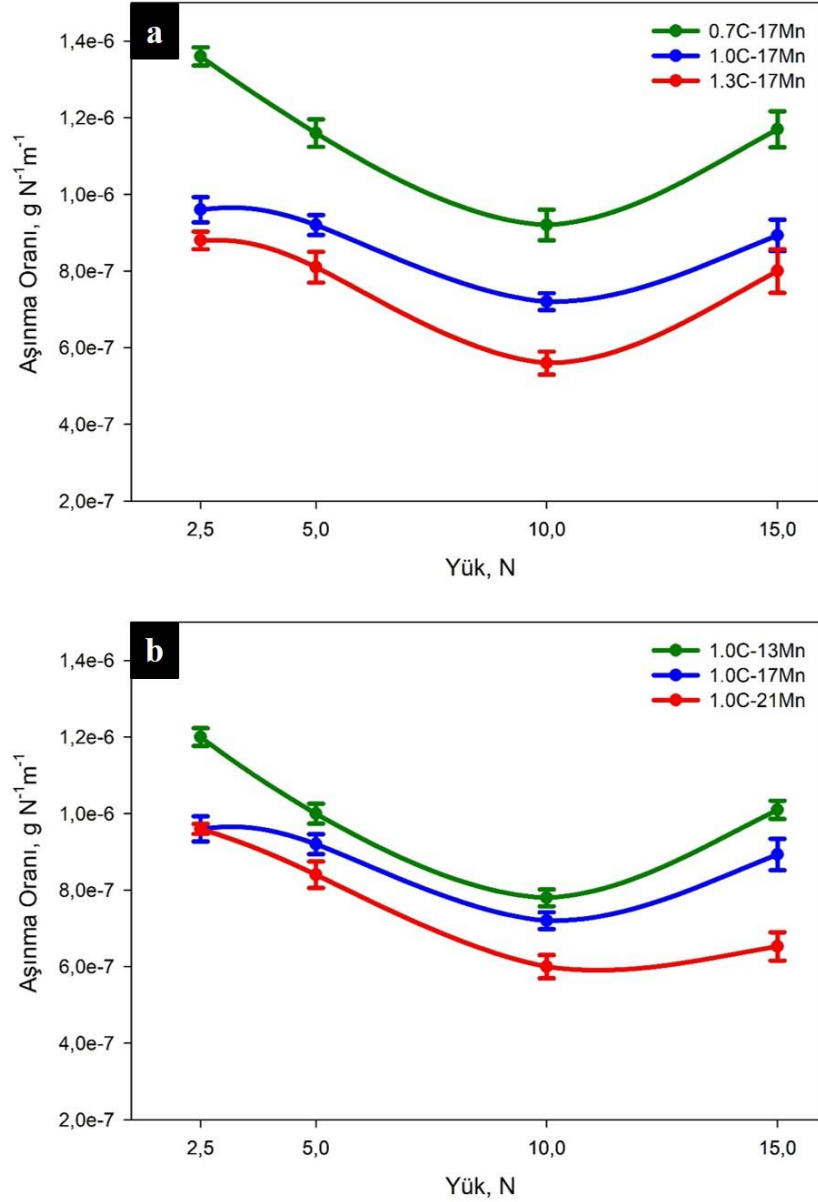 a
0.7C-17Mn
1.0C-17Mn
1.3C-17Mn
Aşınma Oranı, g N⁻¹m⁻¹
1,4e-6
1,2e-6
1,0e-6
8,0e-7
6,0e-7
4,0e-7
2,0e-7
2,5 5,0 10,0 15,0
Yük, N
b
1.0C-13Mn
1.0C-17Mn
1.0C-21Mn
Aşınma Oranı, g N⁻¹m⁻¹
1,4e-6
1,2e-6
1,0e-6
8,0e-7
6,0e-7
4,0e-7
2,0e-7
2,5 5,0 10,0 15,0
Yük, N